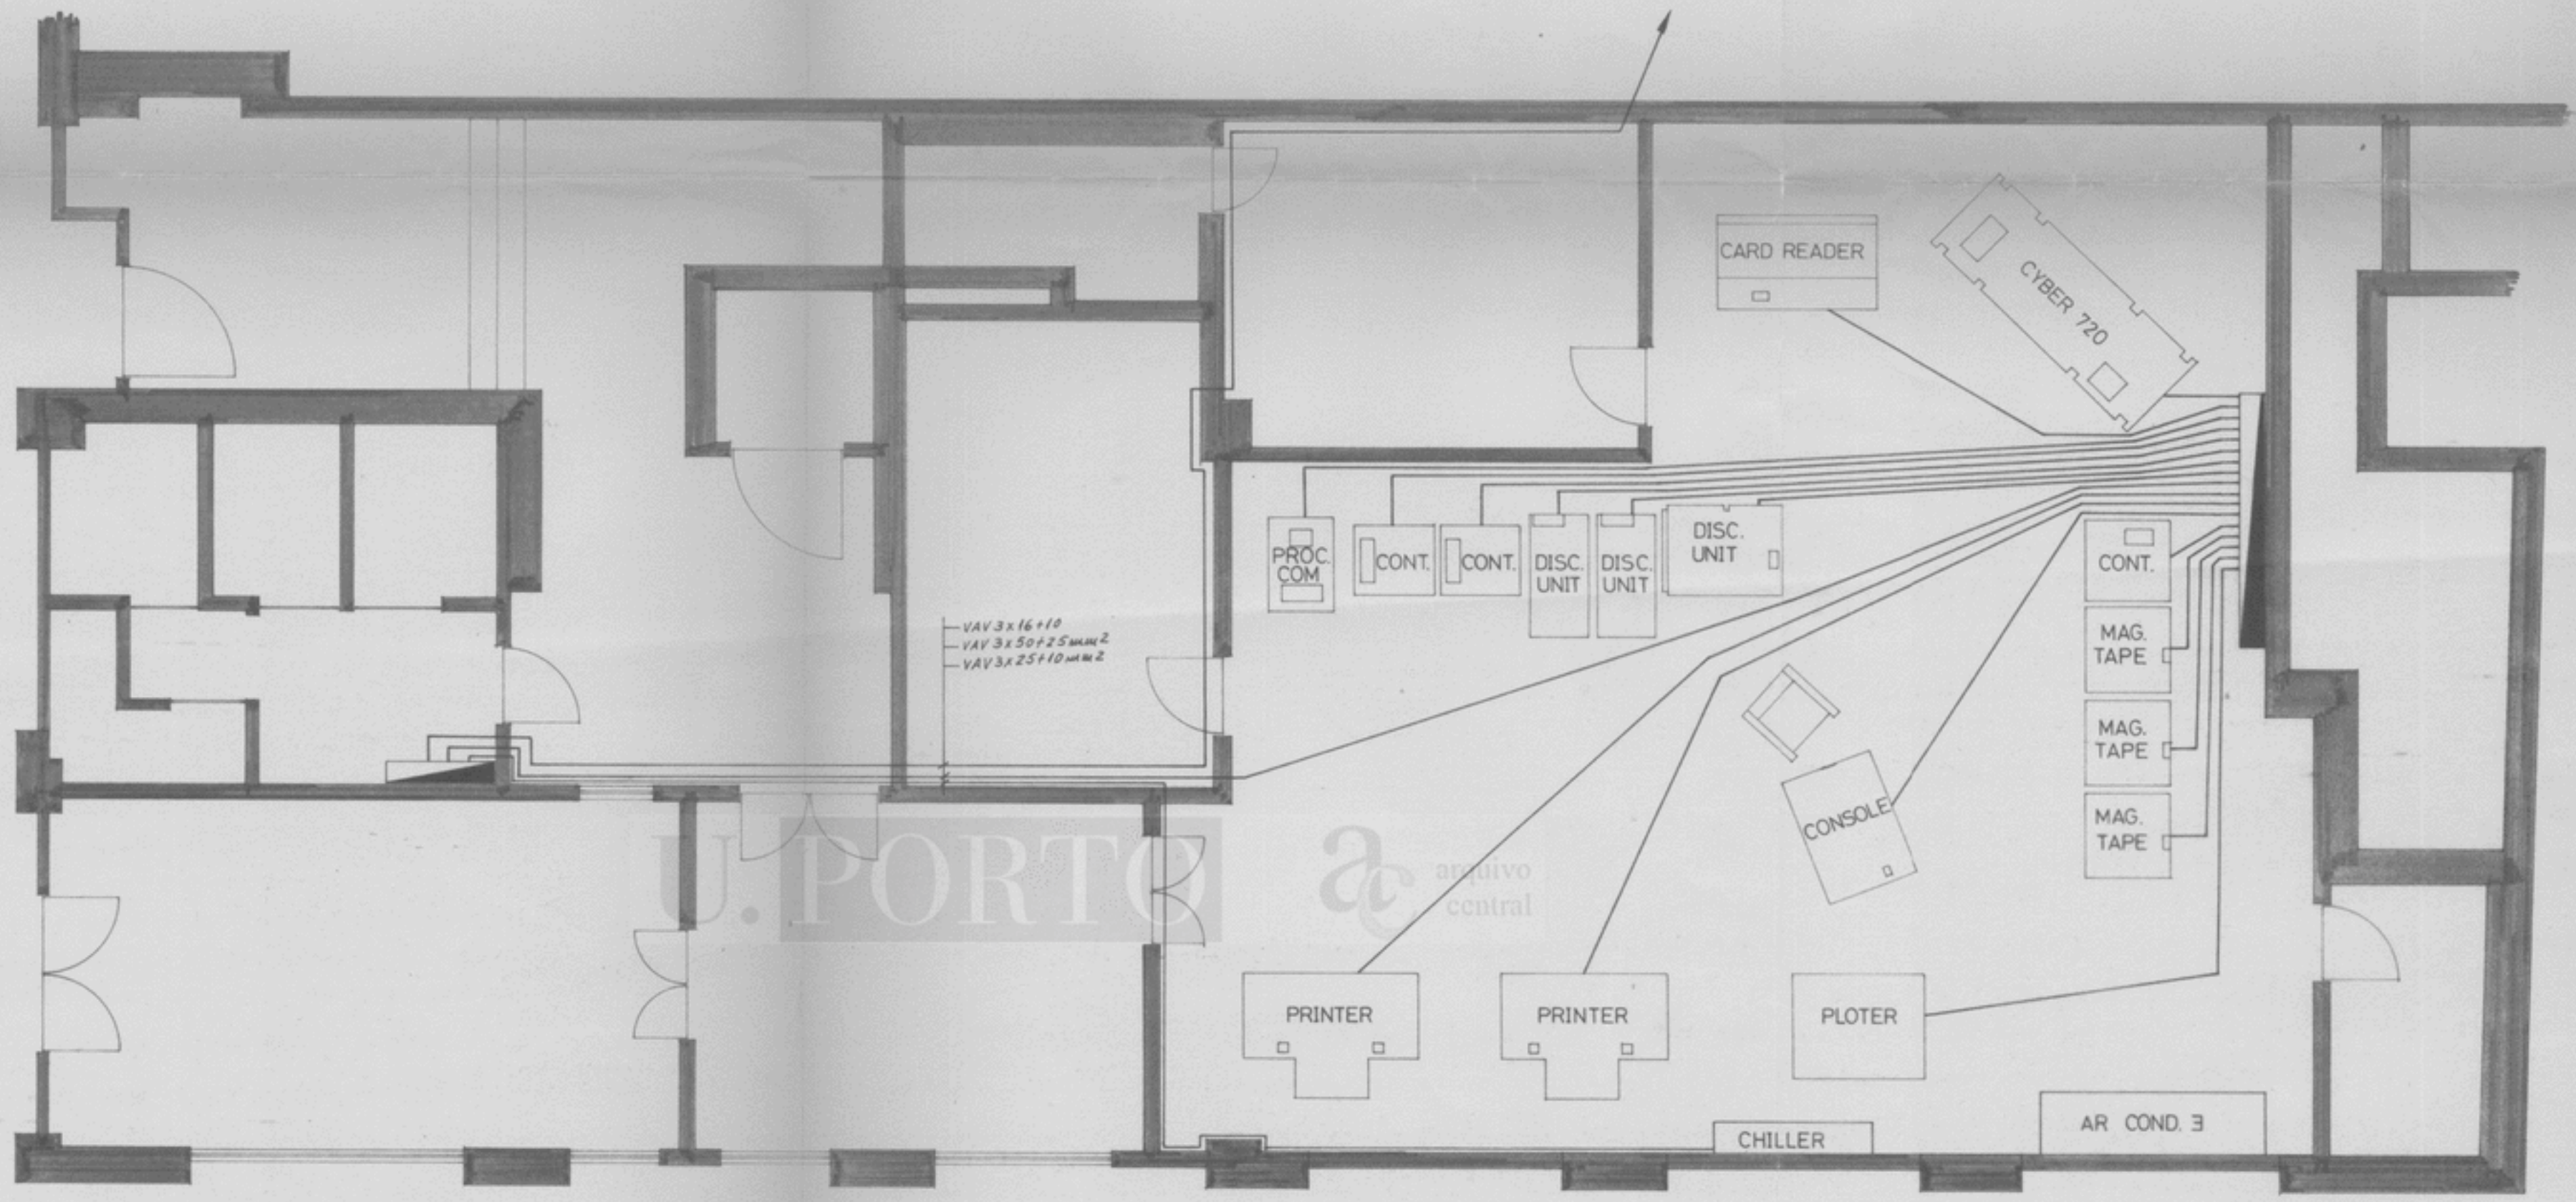 CARD READER
CYBER 720
PROC.
COM
CONT.
CONT.
DISC.
UNIT
DISC.
UNIT
DISC.
UNIT
CONT.
MAG.
TAPE
MAG.
TAPE
MAG.
TAPE
VAV 3x16+10
VAV 3x50+25mm2
VAV 3x25+10mm2
CONSOLE
U. PORTO
ac arquivo
central
PRINTER
PRINTER
PLOTER
CHILLER
AR COND. 3